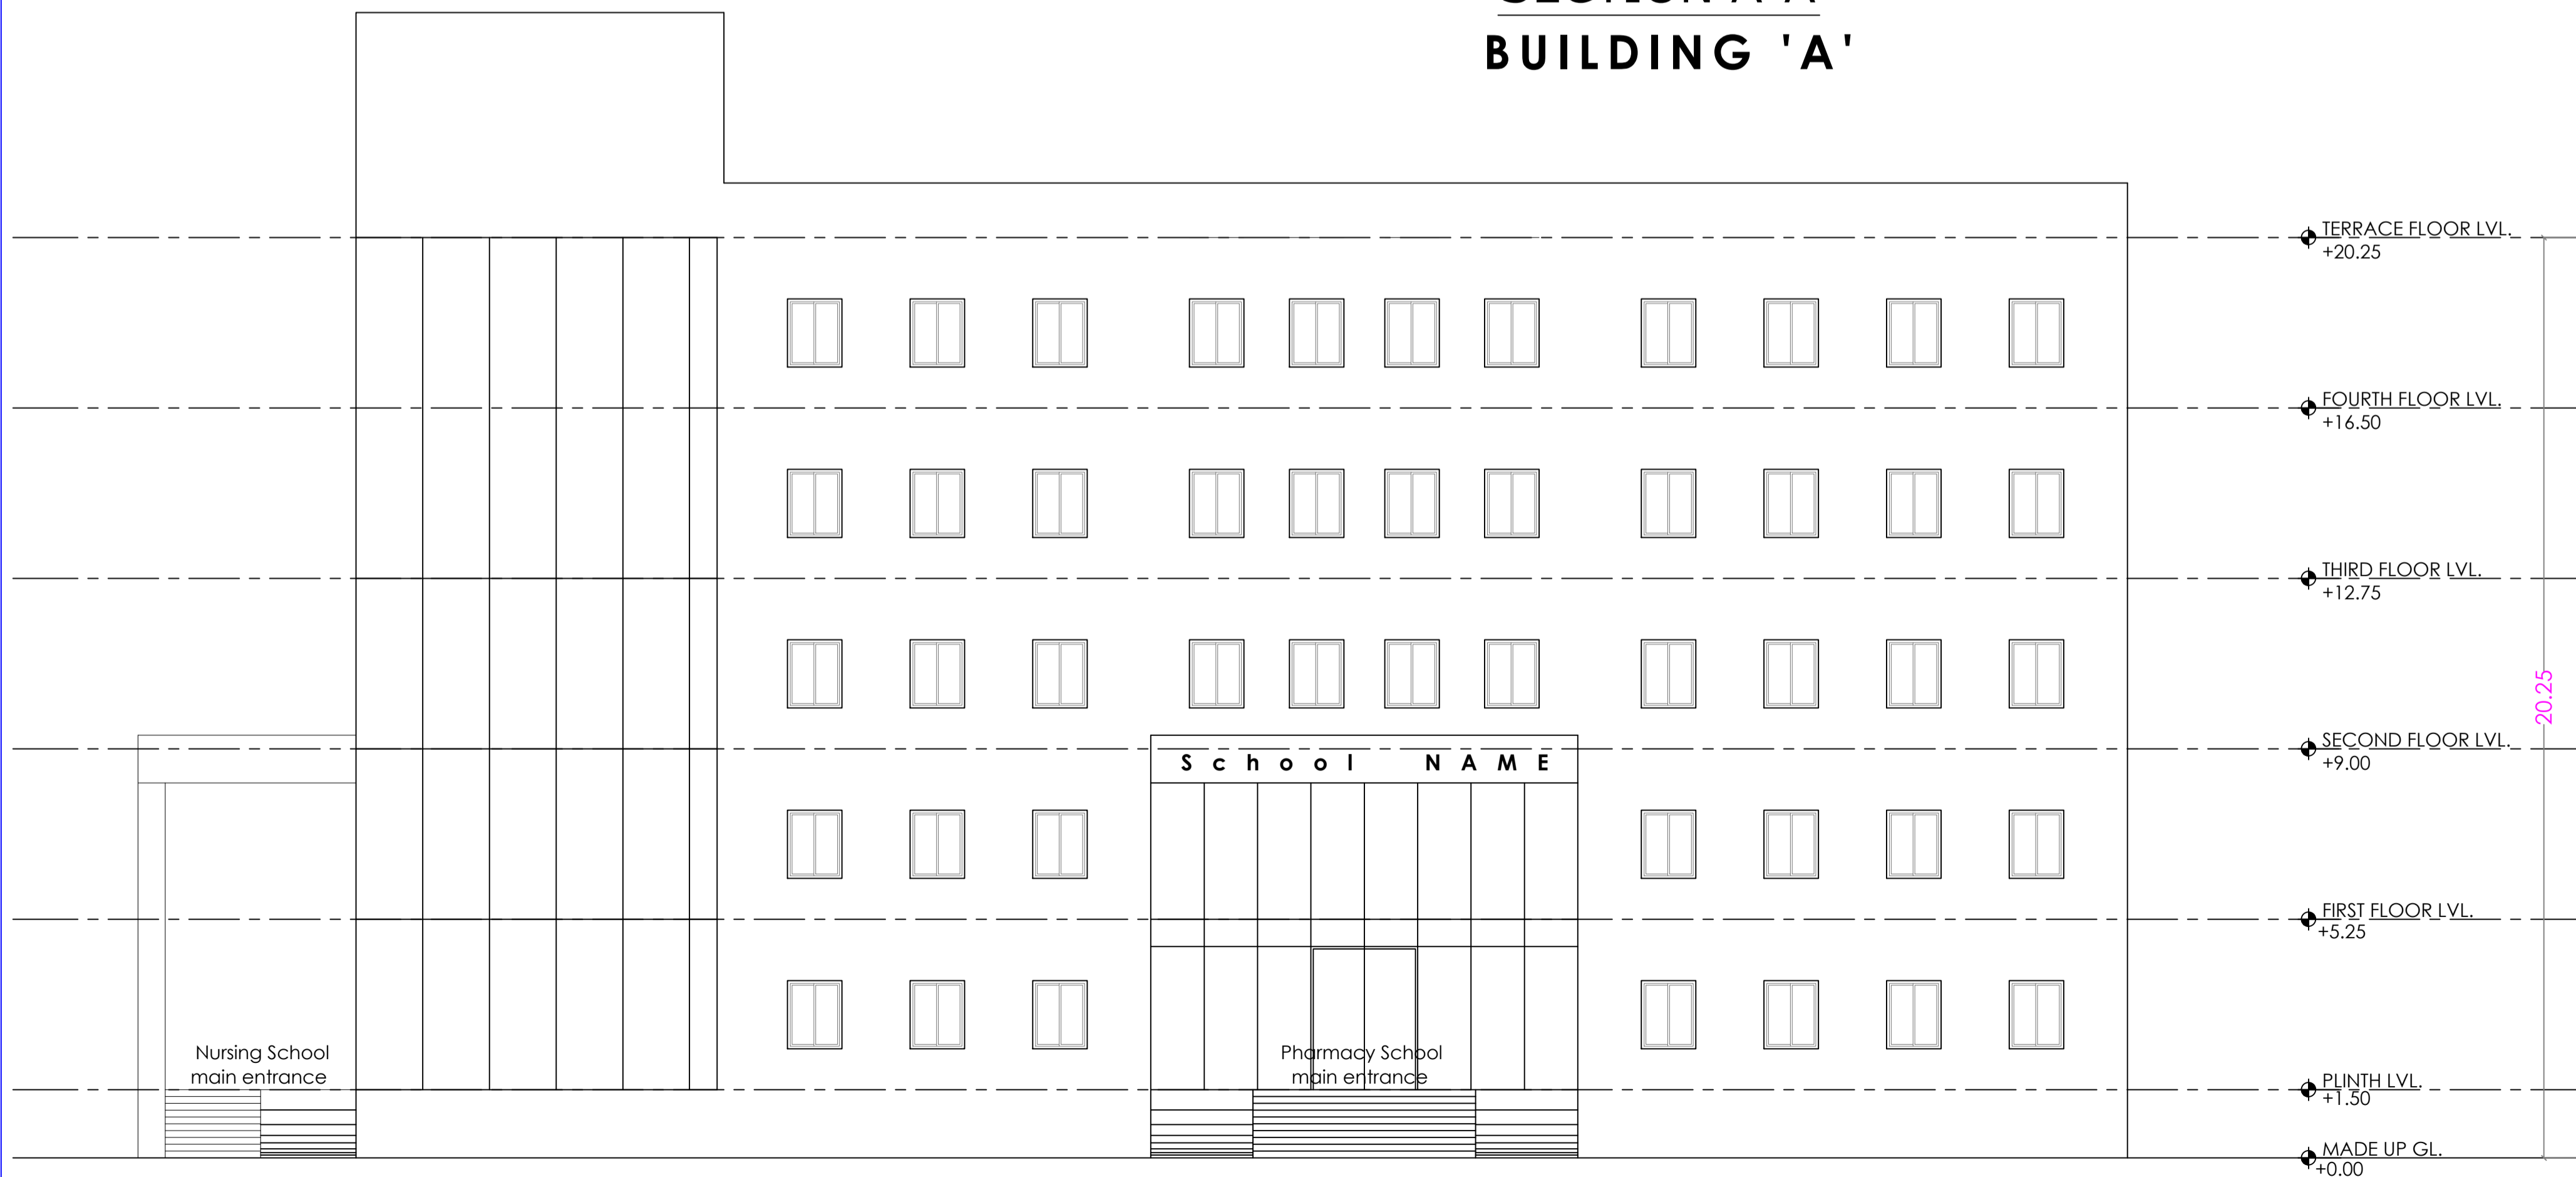 BUILDING 'A'
TERRACE FLOOR LVL.
+20.25
FOURTH FLOOR LVL.
+16.50
THIRD FLOOR LVL.
+12.75
20.25
SECOND FLOOR LVL.
+9.00
School NAME
FIRST FLOOR LVL.
+5.25
Nursing School
main entrance
Pharmacy School
main entrance
PLINTH LVL.
+1.50
MADE UP GL.
+0.00